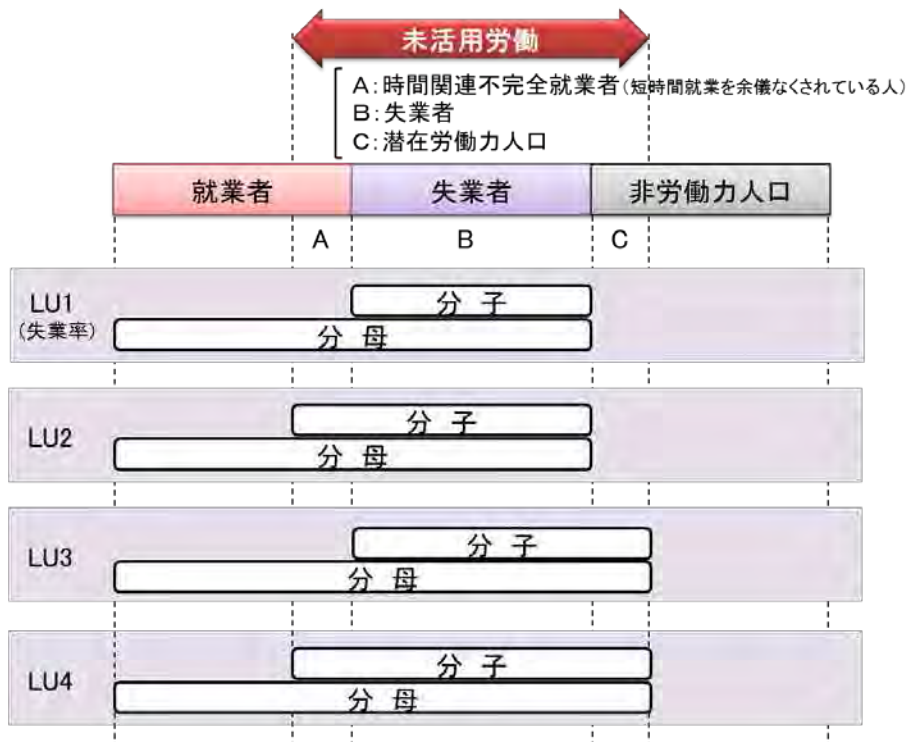 未活用労働
A:時間関連不完全就業者(短時間就業を余儀なくされている人)
B:失業者
C:潜在労働力人口
就業者 失業者 非労働力人口
A B C
LU1
(失業率)
分 子
分 母
LU2
分 子
分 母
LU3
分 子
分 母
LU4
分 子
分 母